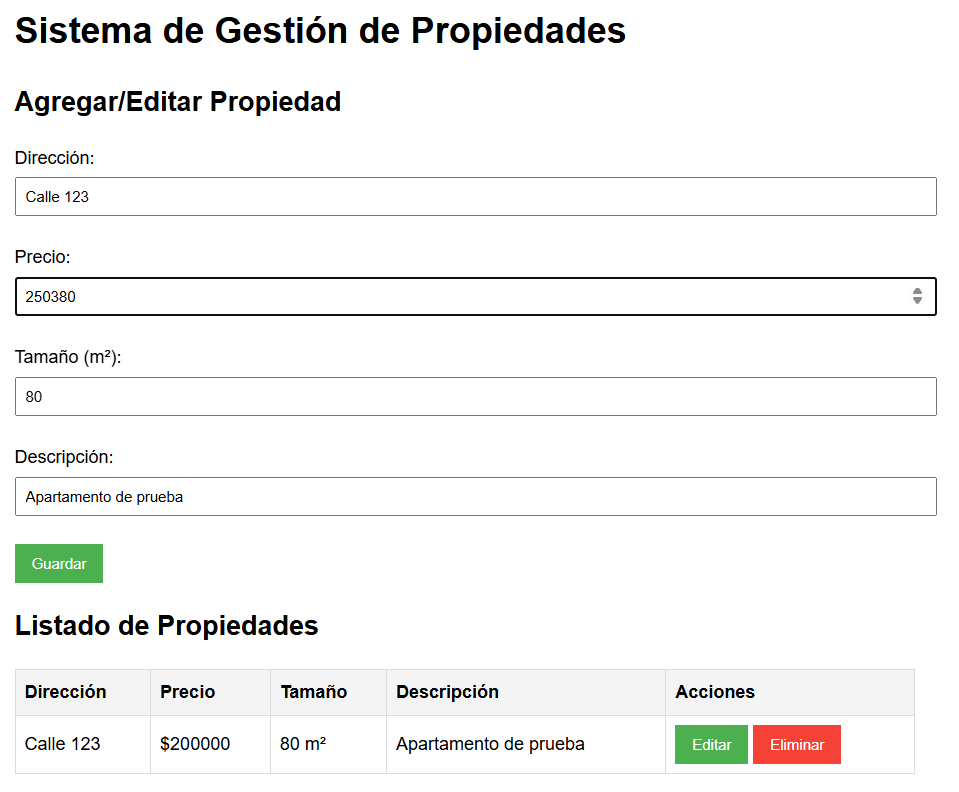 Sistema de Gestión de Propiedades
Agregar/Editar Propiedad
Dirección:
Calle 123
Precio:
250380
Tamaño (m²):
80
Descripción:
Apartamento de prueba
Guardar
Listado de Propiedades
Dirección Precio Tamaño Descripción Acciones
Calle 123 $200000 80 m² Apartamento de prueba Editar Eliminar